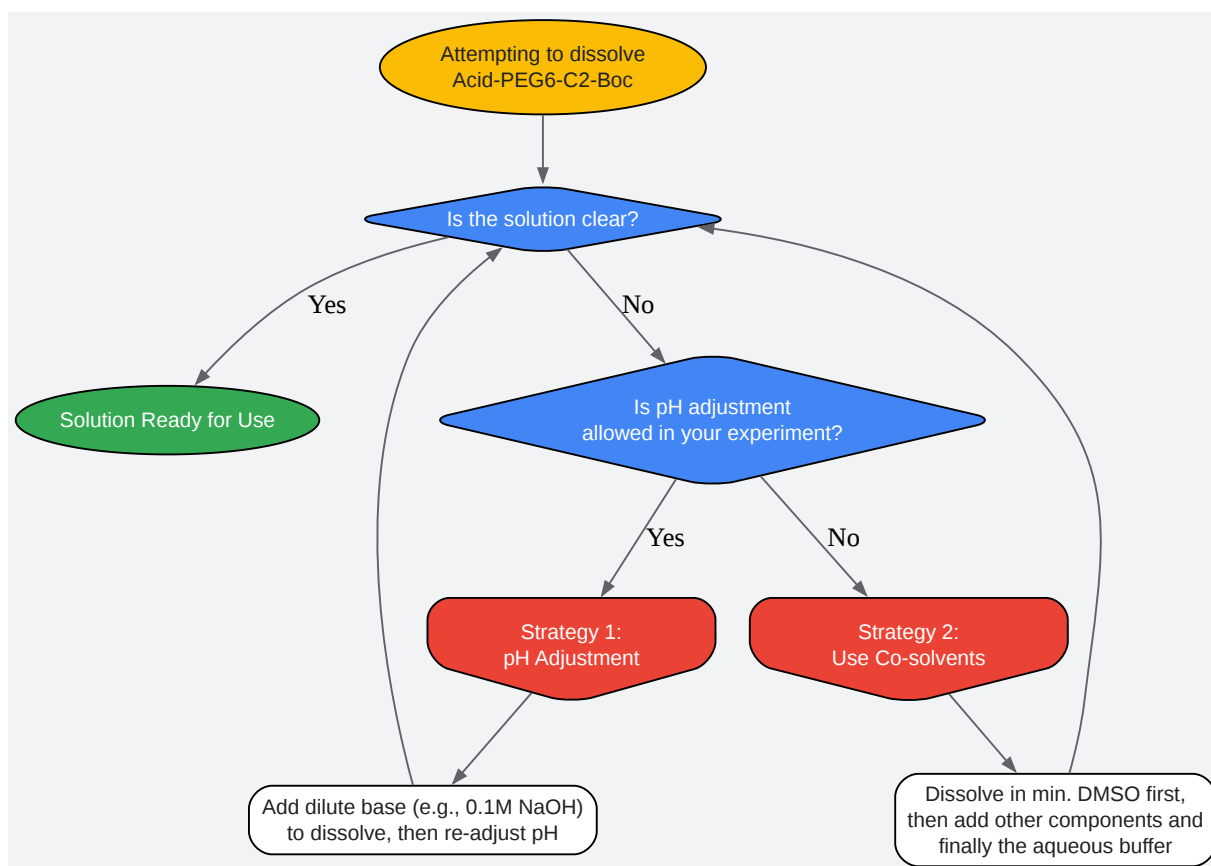 Attempting to dissolve
Acid-PEG6-C2-Boc
Is the solution clear?
Yes
No
Solution Ready for Use
Is pH adjustment
allowed in your experiment?
Yes
No
Strategy 1:
pH Adjustment
Strategy 2:
Use Co-solvents
Add dilute base (e.g., 0.1M NaOH)
to dissolve, then re-adjust pH
Dissolve in min. DMSO first,
then add other components and
finally the aqueous buffer